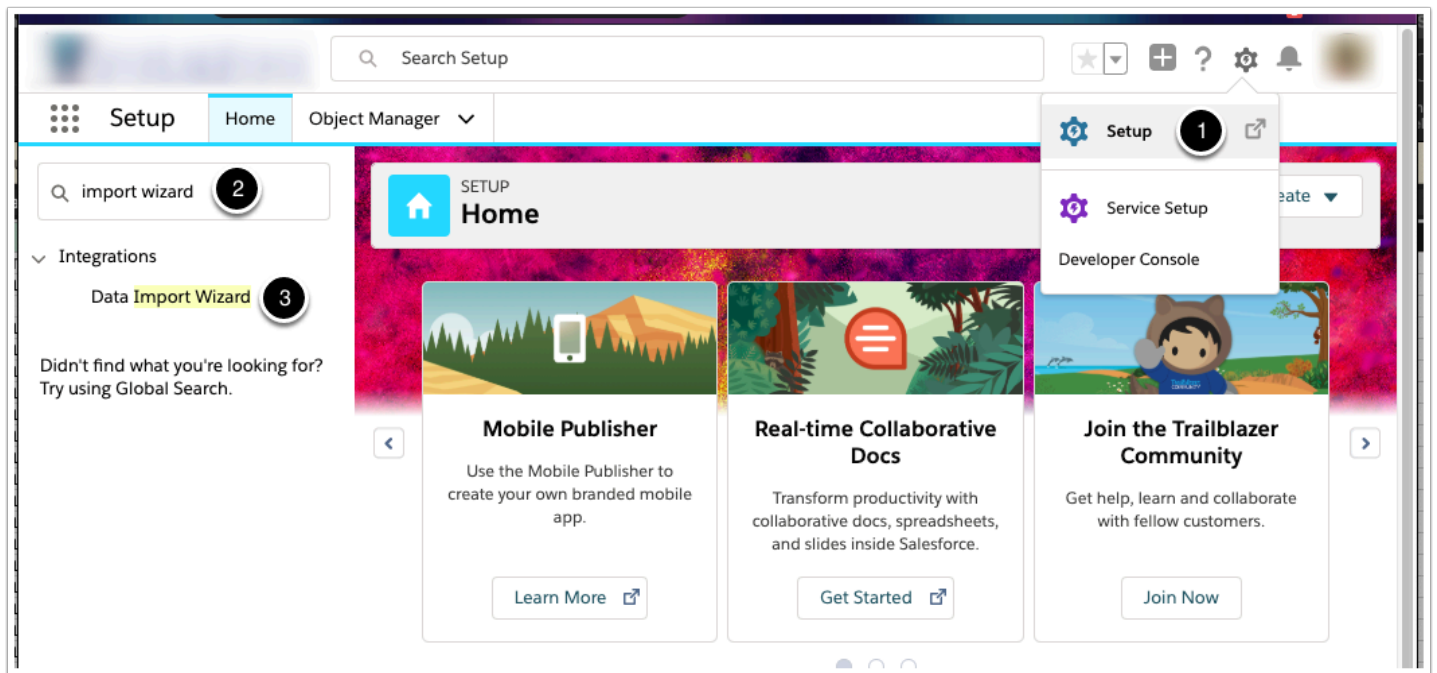 Search Setup
?
Setup
Home
Object Manager
Setup 1
Service Setup
Developer Console
import wizard 2
Integrations
Data Import Wizard 3
Didn't find what you're looking for?
Try using Global Search.
SETUP
Home
eate
Mobile Publisher
Use the Mobile Publisher to
create your own branded mobile
app.
Learn More
Real-time Collaborative
Docs
Transform productivity with
collaborative docs, spreadsheets,
and slides inside Salesforce.
Get Started
Join the Trailblazer
Community
Get help, learn and collaborate
with fellow customers.
Join Now